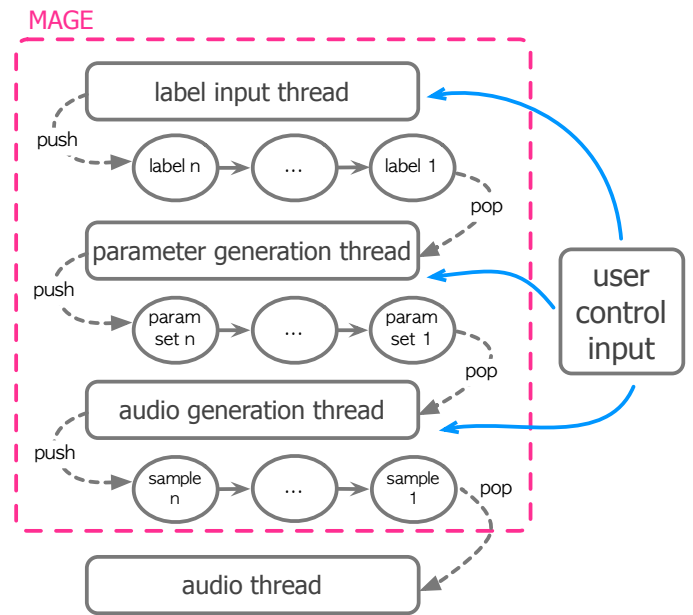 MAGE
label input thread
push
label n
...
label 1
pop
parameter generation thread
push
param
set n
...
param
set 1
pop
user
control
input
audio generation thread
push
sample
n
...
sample
1
pop
audio thread